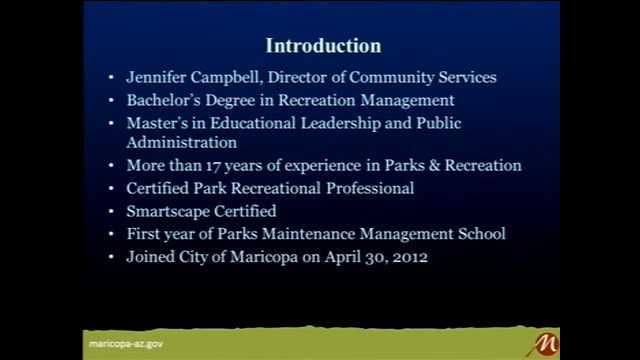 Introduction
• Jennifer Campbell, Director of Community Services
• Bachelor's Degree in Recreation Management
• Master's in Educational Leadership and Public
Administration
• More than 17 years of experience in Parks & Recreation
• Certified Park Recreational Professional
• Smartscape Certified
• First year of Parks Maintenance Management School
• Joined City of Maricopa on April 30, 2012
maricopa-az.gov
M